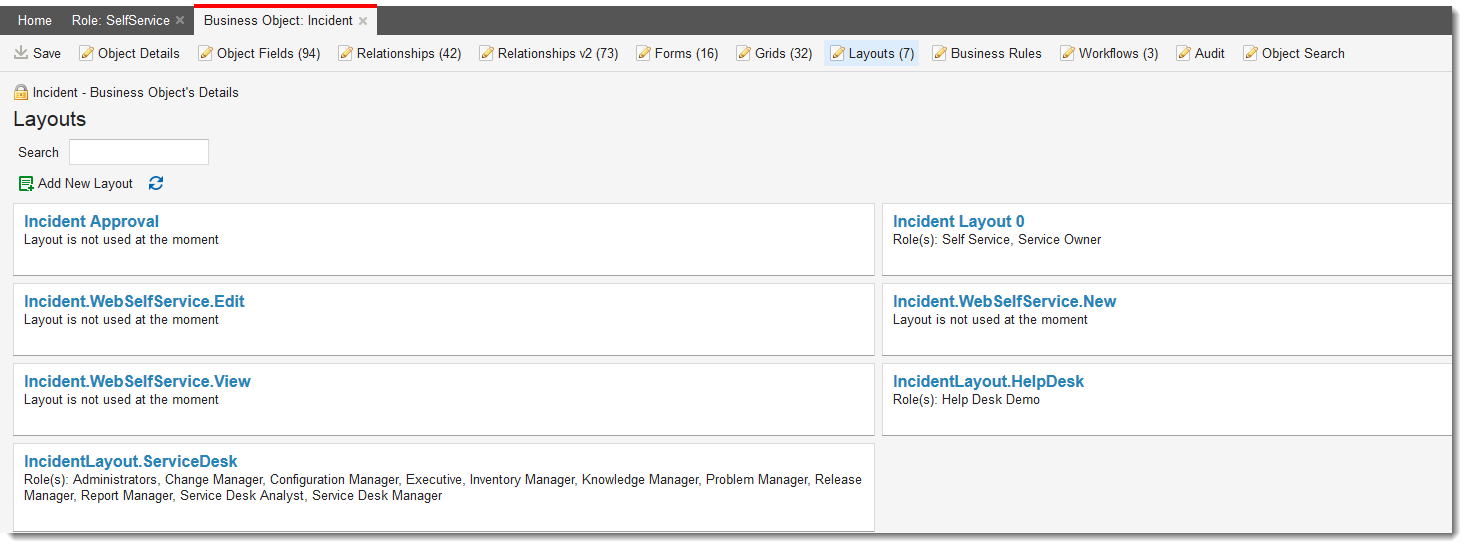 Home Role: SelfService Business Object: Incident
Save Object Details Object Fields (94) Relationships (42) Relationships v2 (73) Forms (16) Grids (32) Layouts (7) Business Rules Workflows (3) Audit Object Search
Incident - Business Object's Details
Layouts
Search
Add New Layout
Incident Approval
Layout is not used at the moment
Incident Layout 0
Role(s): Self Service, Service Owner
Incident.WebSelfService.Edit
Layout is not used at the moment
Incident.WebSelfService.New
Layout is not used at the moment
Incident.WebSelfService.View
Layout is not used at the moment
IncidentLayout.HelpDesk
Role(s): Help Desk Demo
IncidentLayout.ServiceDesk
Role(s): Administrators, Change Manager, Configuration Manager, Executive, Inventory Manager, Knowledge Manager, Problem Manager, Release
Manager, Report Manager, Service Desk Analyst, Service Desk Manager